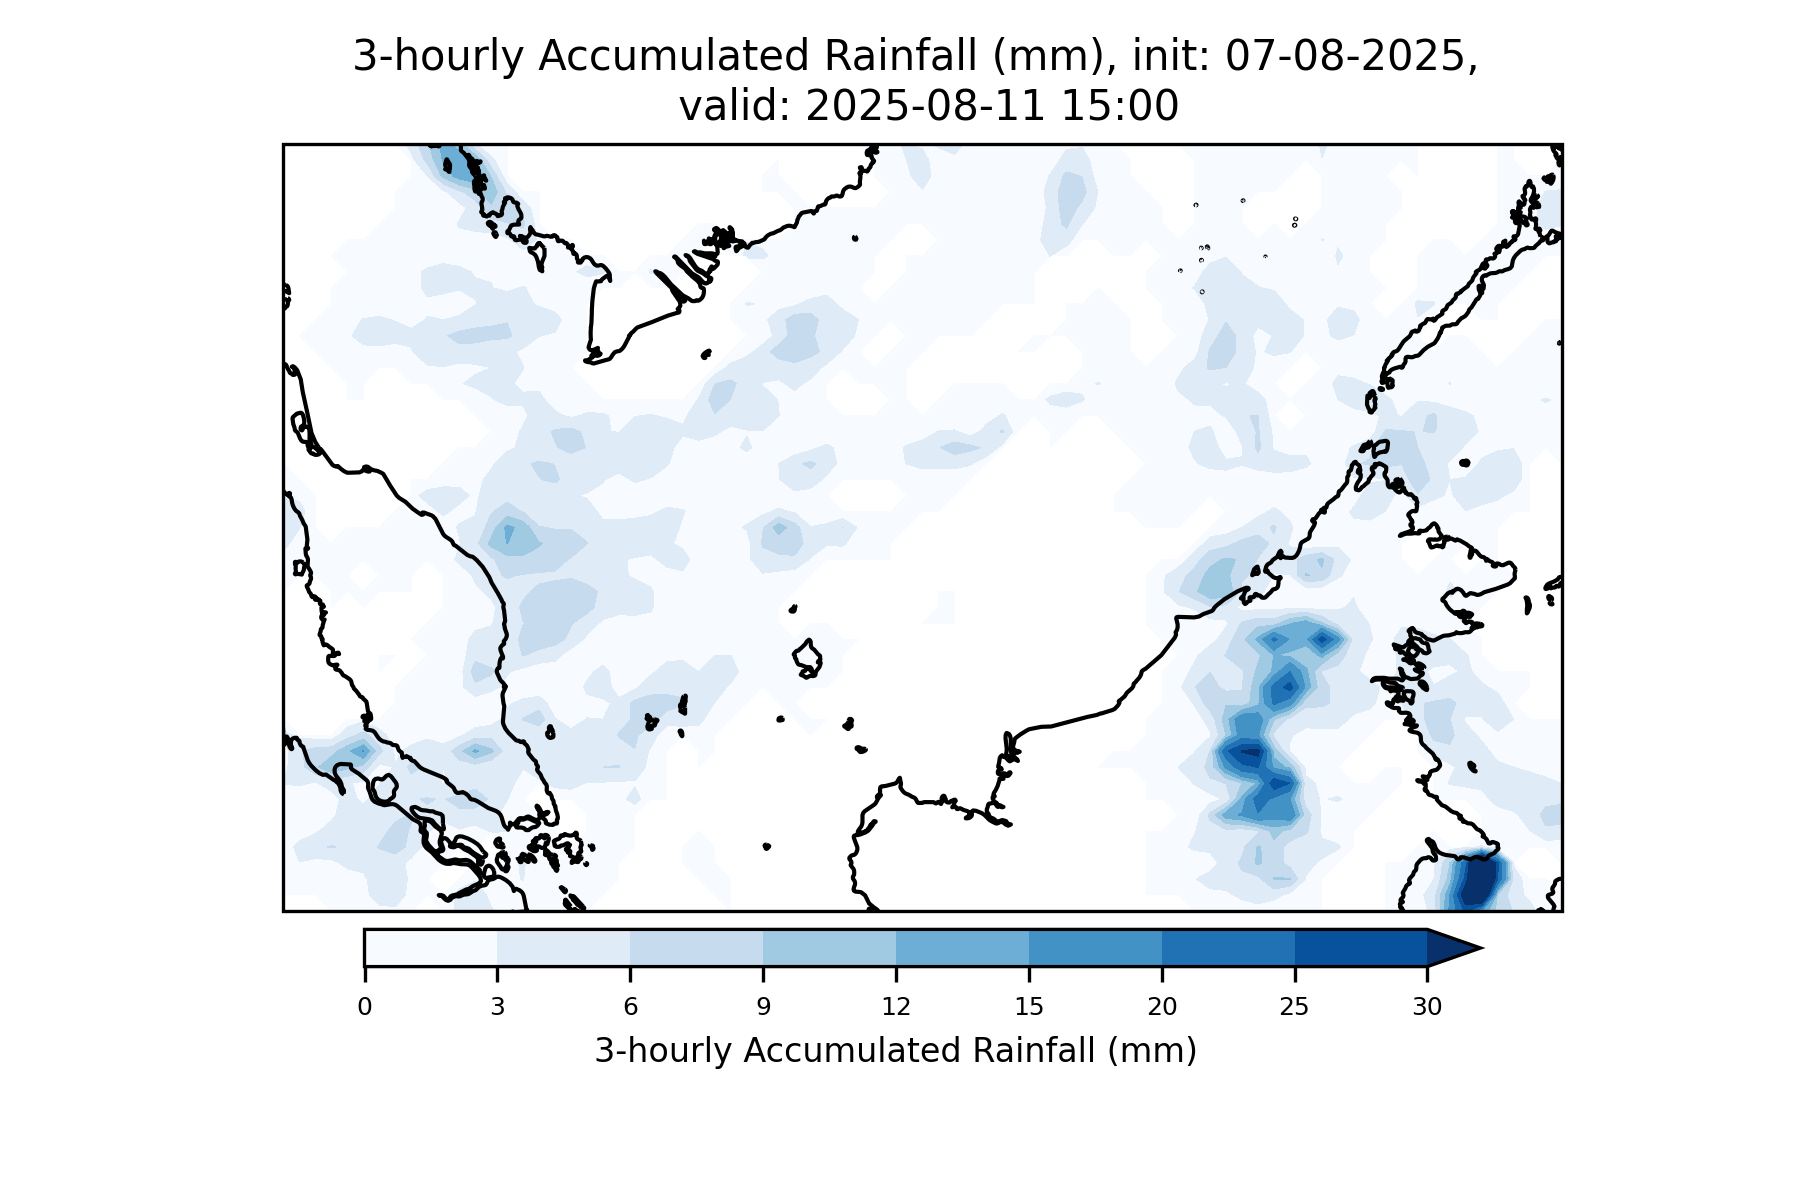 3-hourly Accumulated Rainfall (mm), init: 07-08-2025,
valid: 2025-08-11 15:00
0 3 6 9 12 15 20 25 30
3-hourly Accumulated Rainfall (mm)